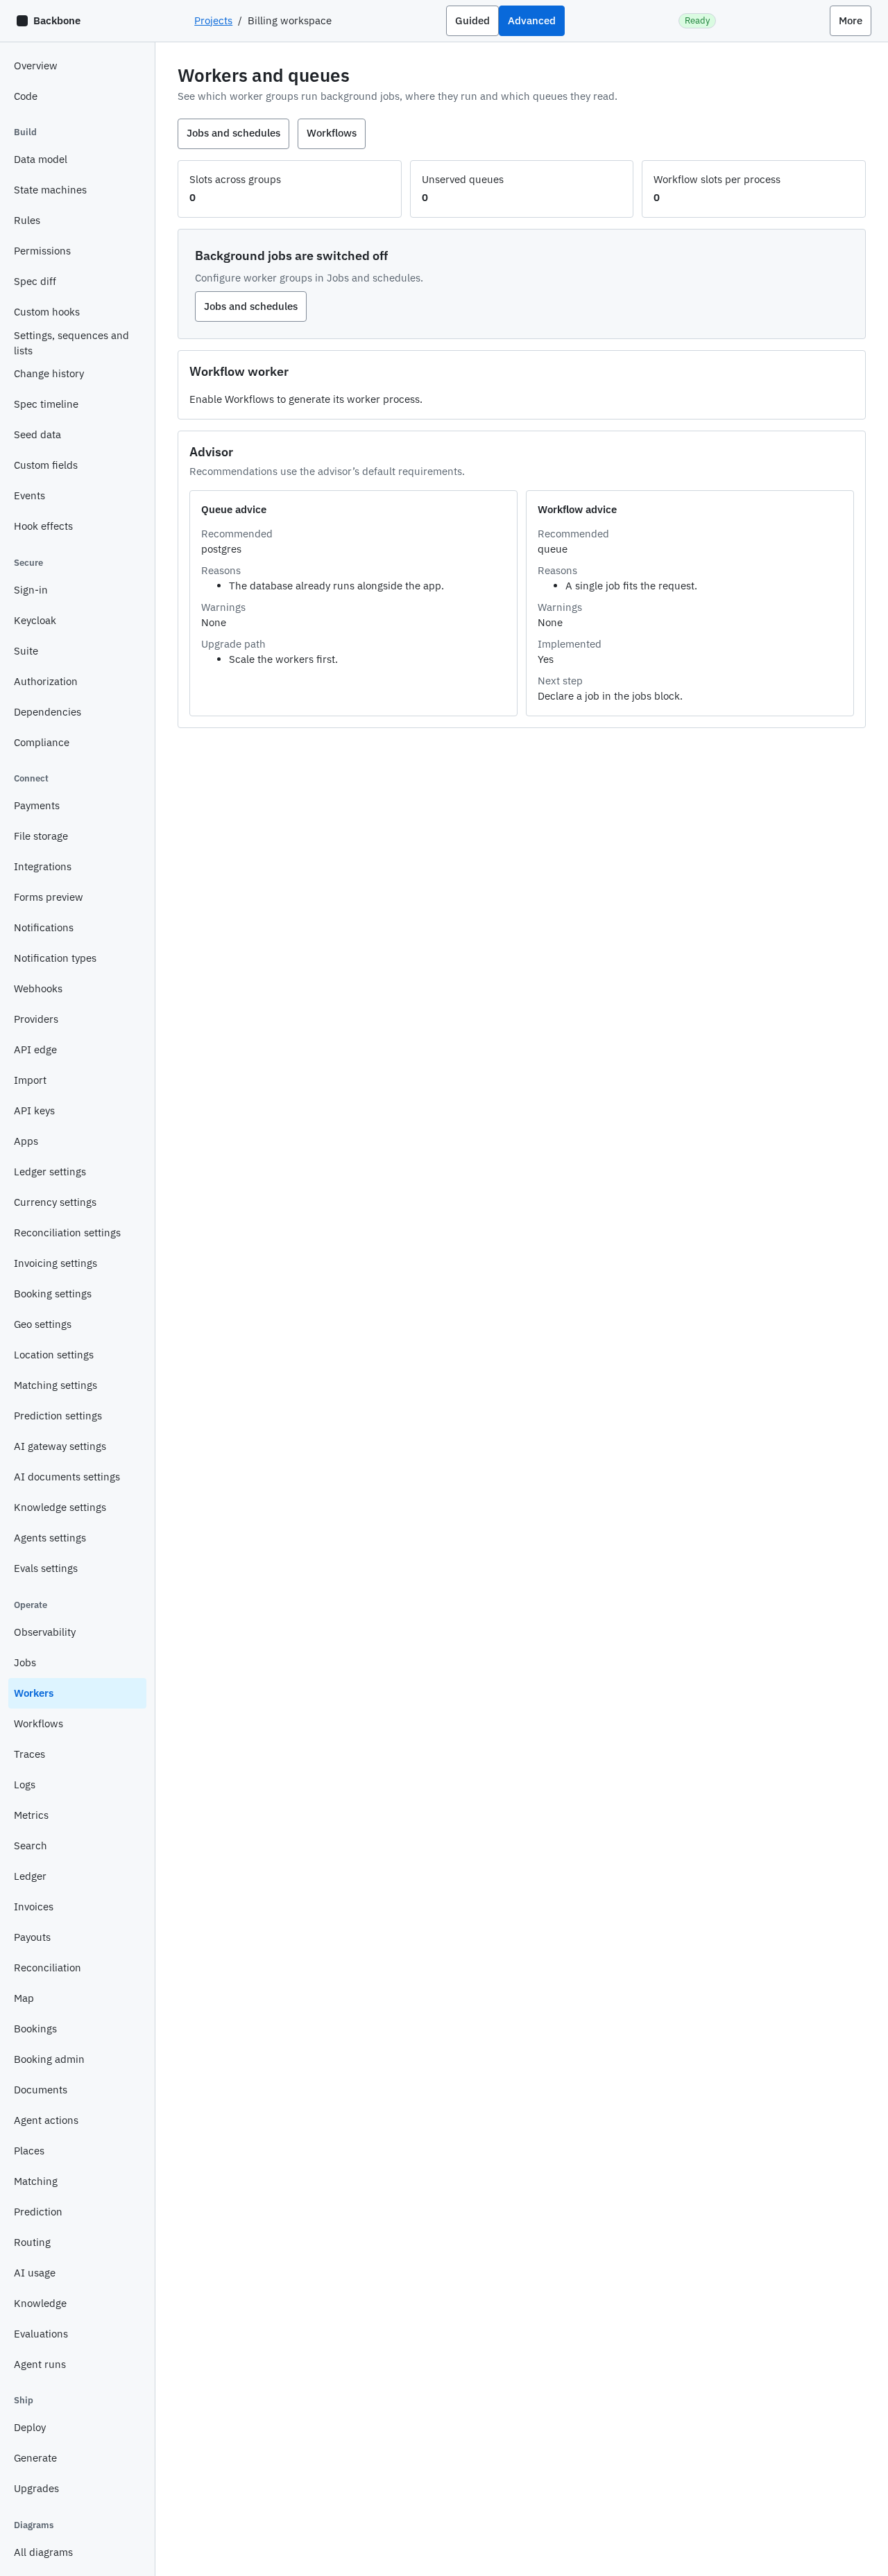 Backbone
Projects / Billing workspace
Guided
Advanced
Ready
More
Overview
Code
Build
Data model
State machines
Rules
Permissions
Spec diff
Custom hooks
Settings, sequences and
lists
Change history
Spec timeline
Seed data
Custom fields
Events
Hook effects
Secure
Sign-in
Keycloak
Suite
Authorization
Dependencies
Compliance
Connect
Payments
File storage
Integrations
Forms preview
Notifications
Notification types
Webhooks
Providers
API edge
Import
API keys
Apps
Ledger settings
Currency settings
Reconciliation settings
Invoicing settings
Booking settings
Geo settings
Location settings
Matching settings
Prediction settings
AI gateway settings
AI documents settings
Knowledge settings
Agents settings
Evals settings
Operate
Observability
Jobs
Workers
Workflows
Traces
Logs
Metrics
Search
Ledger
Invoices
Payouts
Reconciliation
Map
Bookings
Booking admin
Documents
Agent actions
Places
Matching
Prediction
Routing
AI usage
Knowledge
Evaluations
Agent runs
Ship
Deploy
Generate
Upgrades
Diagrams
All diagrams
Workers and queues
See which worker groups run background jobs, where they run and which queues they read.
Jobs and schedules
Workflows
Slots across groups
0
Unserved queues
0
Workflow slots per process
0
Background jobs are switched off
Configure worker groups in Jobs and schedules.
Jobs and schedules
Workflow worker
Enable Workflows to generate its worker process.
Advisor
Recommendations use the advisor’s default requirements.
Queue advice
Recommended
postgres
Reasons
• The database already runs alongside the app.
Warnings
None
Upgrade path
• Scale the workers first.
Workflow advice
Recommended
queue
Reasons
• A single job fits the request.
Warnings
None
Implemented
Yes
Next step
Declare a job in the jobs block.